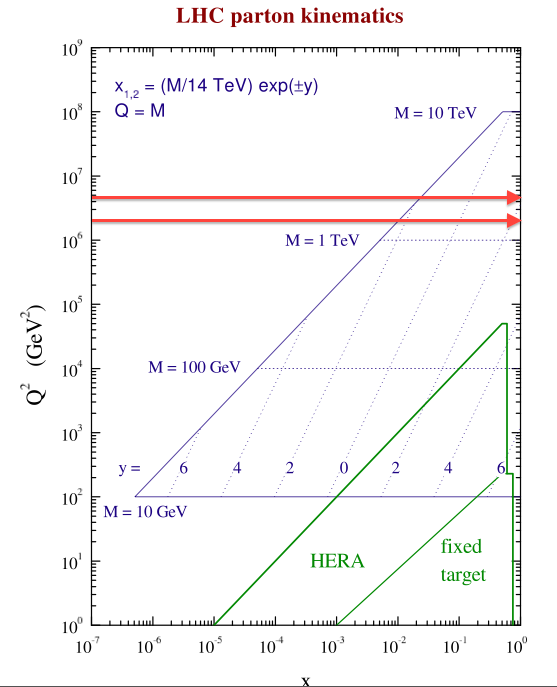 LHC parton kinematics
x₁,₂ = (M/14 TeV) exp(±y)
Q = M
M = 10 TeV
M = 1 TeV
M = 100 GeV
y = 6 4 2 0 2 4 6
M = 10 GeV
HERA
fixed
target
Q² (GeV²)
10⁹
10⁸
10⁷
10⁶
10⁵
10⁴
10³
10²
10¹
10⁰
10⁻⁷ 10⁻⁶ 10⁻⁵ 10⁻⁴ 10⁻³ 10⁻² 10⁻¹ 10⁰
x